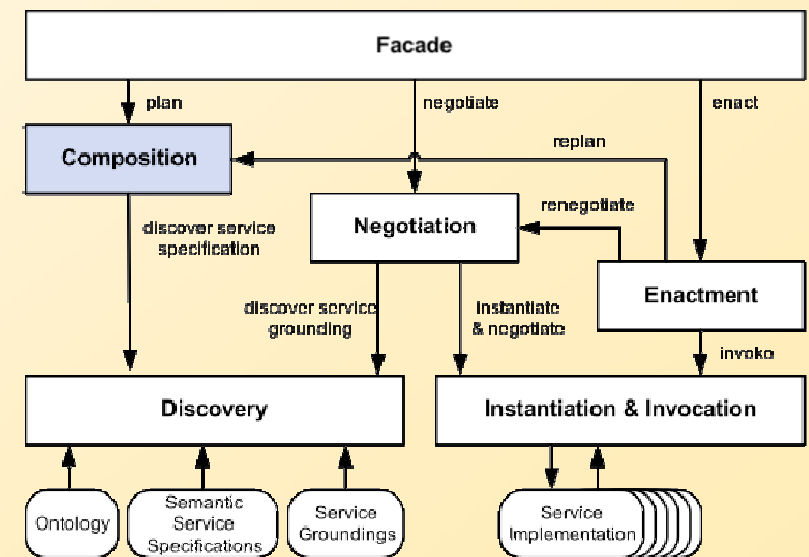 Facade
plan
negotiate
enact
Composition
replan
discover service
specification
Negotiation
renegotiate
Enactment
discover service
grounding
instantiate
& negotiate
invoke
Discovery
Instantiation & Invocation
Ontology
Semantic
Service
Specifications
Service
Groundings
Service
Implementation